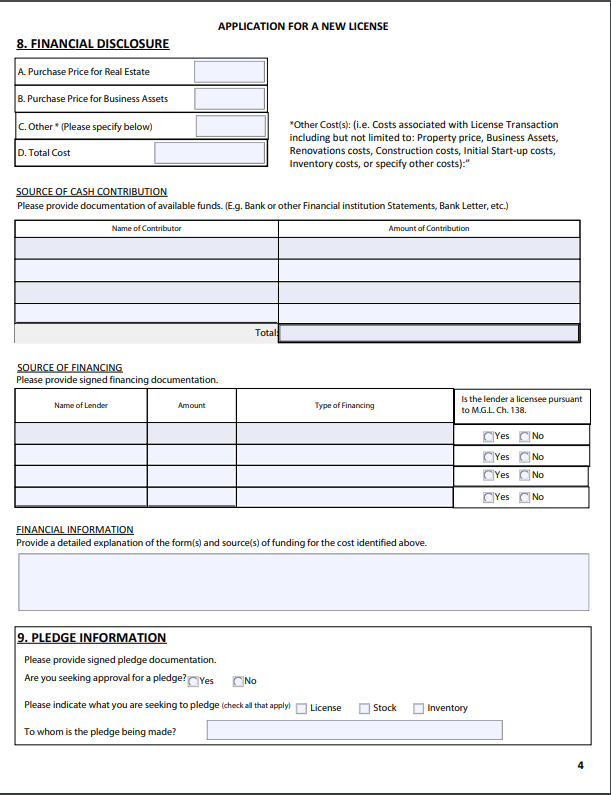 APPLICATION FOR A NEW LICENSE
8. FINANCIAL DISCLOSURE
A. Purchase Price for Real Estate
B. Purchase Price for Business Assets
C. Other * (Please specify below)
D. Total Cost
*Other Cost(s): (i.e. Costs associated with License Transaction
including but not limited to: Property price, Business Assets,
Renovations costs, Construction costs, Initial Start-up costs,
Inventory costs, or specify other costs):”
SOURCE OF CASH CONTRIBUTION
Please provide documentation of available funds. (E.g. Bank or other Financial institution Statements, Bank Letter, etc.)
Name of Contributor Amount of Contribution
Total:
SOURCE OF FINANCING
Please provide signed financing documentation.
Name of Lender Amount Type of Financing
Is the lender a licensee pursuant
to M.G.L. Ch. 138.
Yes No
Yes No
Yes No
Yes No
FINANCIAL INFORMATION
Provide a detailed explanation of the form(s) and source(s) of funding for the cost identified above.
9. PLEDGE INFORMATION
Please provide signed pledge documentation.
Are you seeking approval for a pledge? Yes No
Please indicate what you are seeking to pledge (check all that apply) License Stock Inventory
To whom is the pledge being made?
4